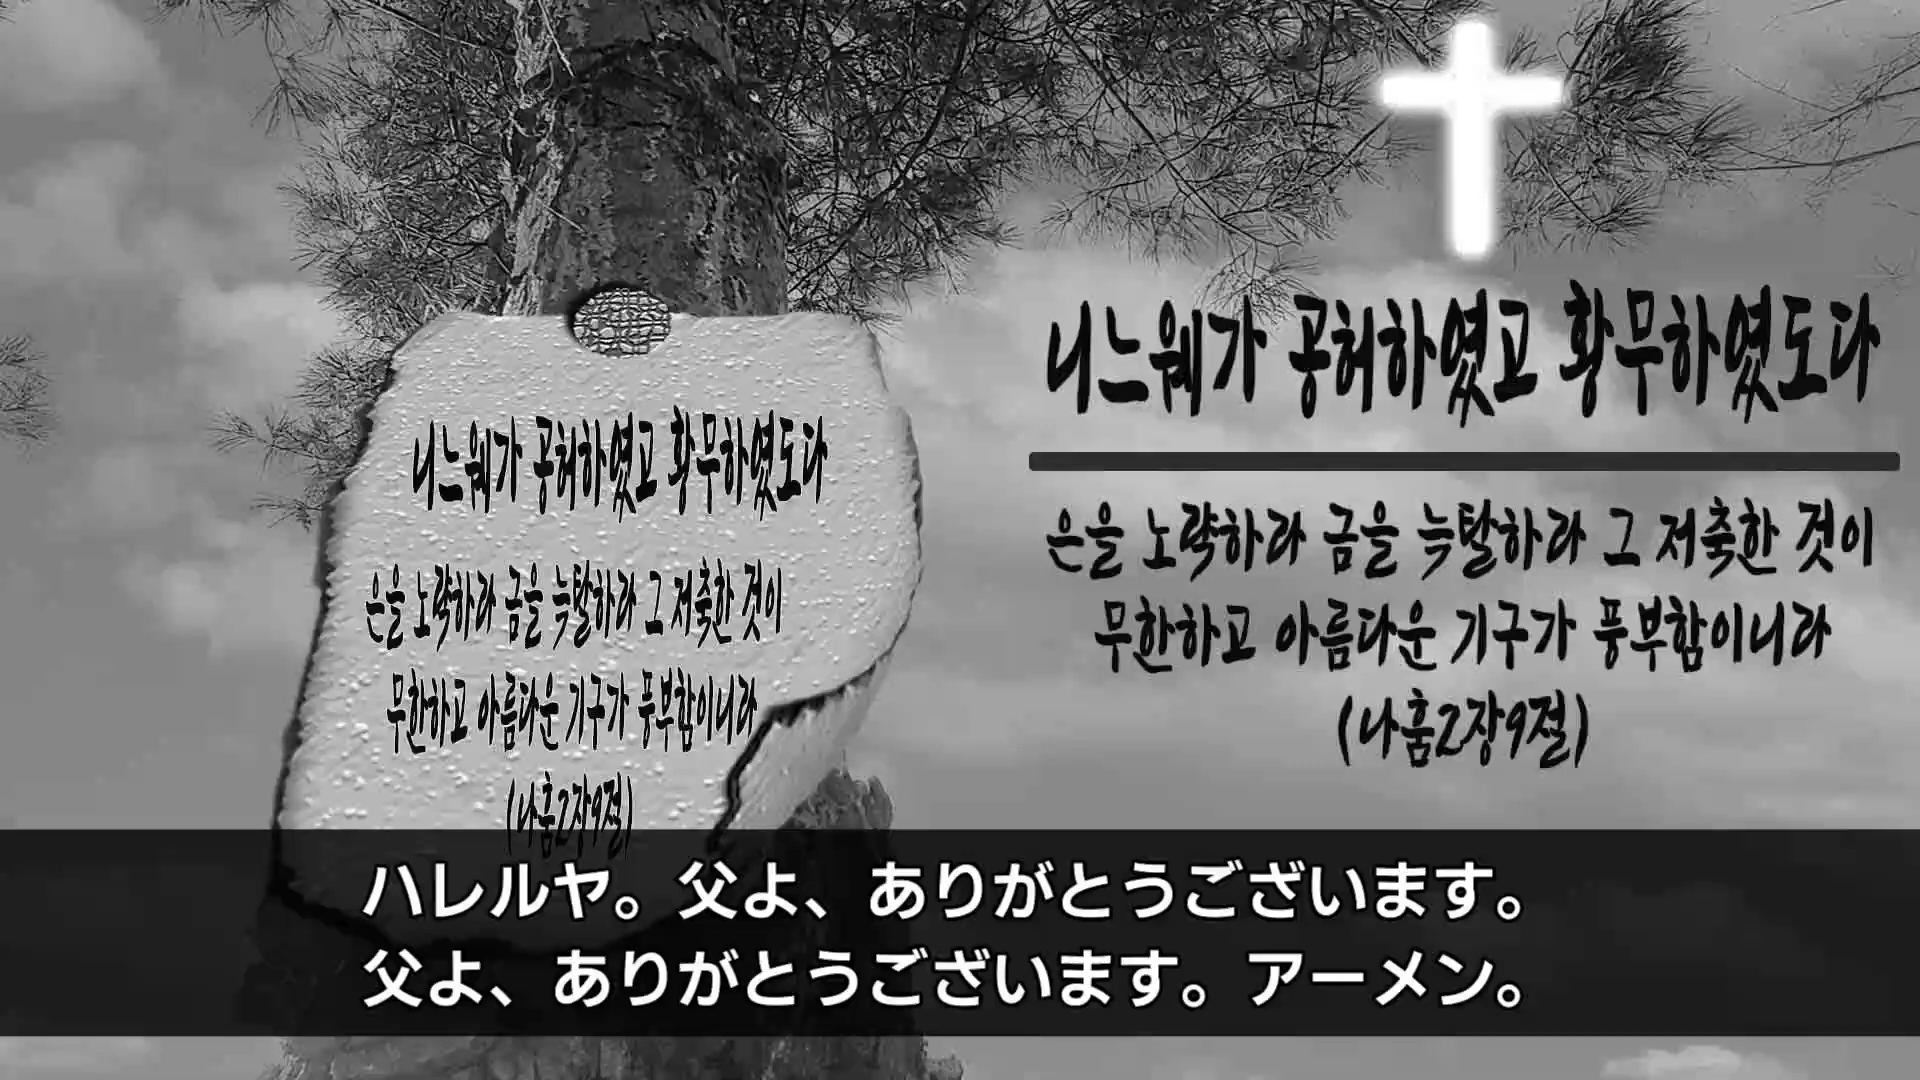 니느웨가 공허하였고 황무하였도다
은을 노략하라 금을 늑탈하라 그 저축한 것이
무한하고 아름다운 기구가 풍부함이니라
(나훔2장9절)
니느웨가 공허하였고 황무하였도다
은을 노략하라 금을 늑탈하라 그 저축한 것이
무한하고 아름다운 기구가 풍부함이니라
(나훔2장9절)
ハレルヤ。父よ、ありがとうございます。
父よ、ありがとうございます。アーメン。